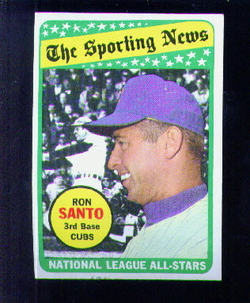 The Sporting News
RON
SANTO
3rd Base
CUBS
NATIONAL LEAGUE ALL-STARS